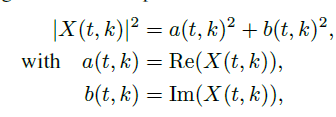 |X(t, k)|² = a(t, k)² + b(t, k)²,
with a(t, k) = Re(X(t, k)),
b(t, k) = Im(X(t, k)),